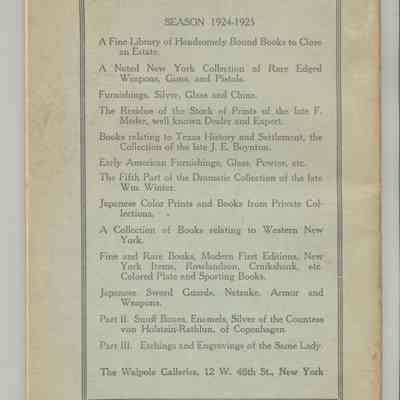 SEASON 1924-1925
A Fine Library of Handsomely Bound Books to Close
an Estate.
A Noted New York Collection of Rare Edged
Weapons, Guns, and Pistols.
Furnishings, Silver, Glass and China.
The Residue of the Stock of Prints of the late F.
Meder, well known Dealer and Expert.
Books relating to Texas History and Settlement, the
Collection of the late J. E. Boynton.
Early American Furnishings, Glass, Pewter, etc.
The Fifth Part of the Dramatic Collection of the late
Wm. Winter.
Japanese Color Prints and Books from Private Col-
lections.
A Collection of Books relating to Western New
York.
Fine and Rare Books, Modern First Editions, New
York Items, Rowlandson, Cruikshank, etc.
Colored Plate and Sporting Books.
Japanese Sword Guards, Netsuke, Armor and
Weapons.
Part II. Snuff Boxes, Enamels, Silver of the Countess
von Holstein-Rathlou, of Copenhagen
Part III. Etchings and Engravings of the Same Lady
The Walpole Galleries, 12 W. 48th St., New York